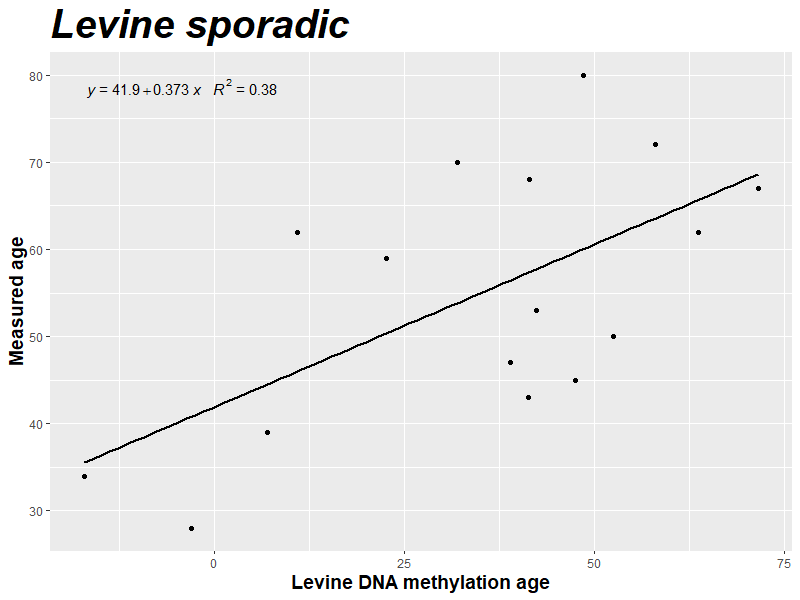 Levine sporadic
y = 41.9+0.373 x R² = 0.38
80
70
60
50
40
30
Measured age
0 25 50 75
Levine DNA methylation age